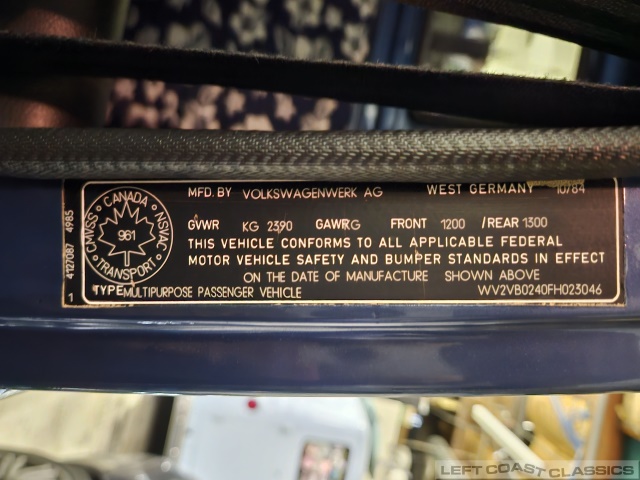 MFD. BY VOLKSWAGENWERK AG WEST GERMANY 10/84
GVWR KG 2390 GAWR KG FRONT 1200 /REAR 1300
THIS VEHICLE CONFORMS TO ALL APPLICABLE FEDERAL
MOTOR VEHICLE SAFETY AND BUMPER STANDARDS IN EFFECT
ON THE DATE OF MANUFACTURE SHOWN ABOVE
TYPE MULTIPURPOSE PASSENGER VEHICLE WV2VB0240FH023046
CANADA
CMVSS NSVAC
961
TRANSPORT
1 4127087 4985
LEFT COAST CLASSICS